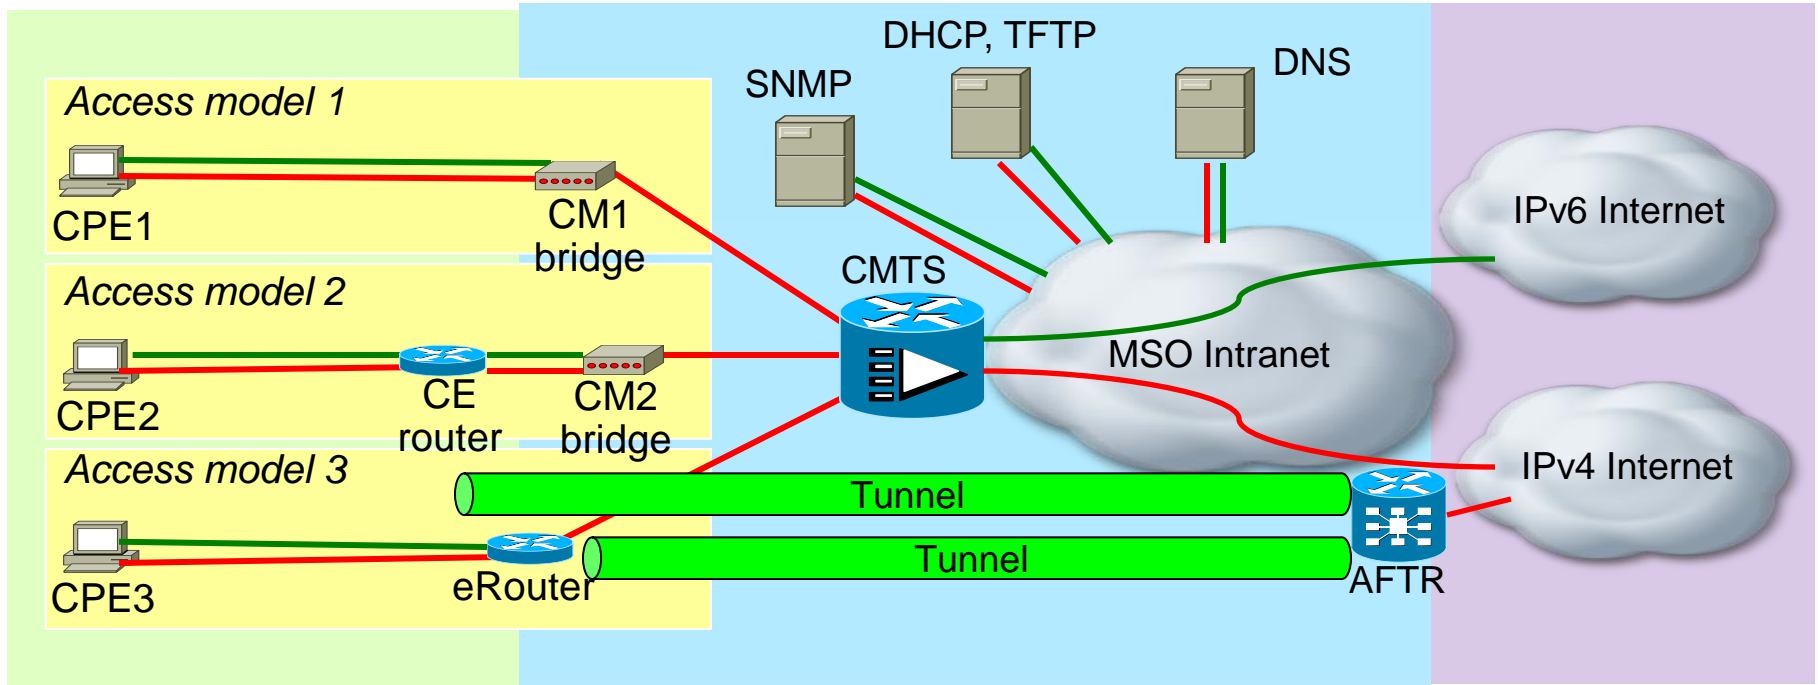 DHCP, TFTP
SNMP
DNS
Access model 1
CPE1
CM1
bridge
IPv6 Internet
Access model 2
CMTS
CPE2
CE
router
CM2
bridge
MSO Intranet
Access model 3
IPv4 Internet
Tunnel
Tunnel
CPE3
eRouter
AFTR